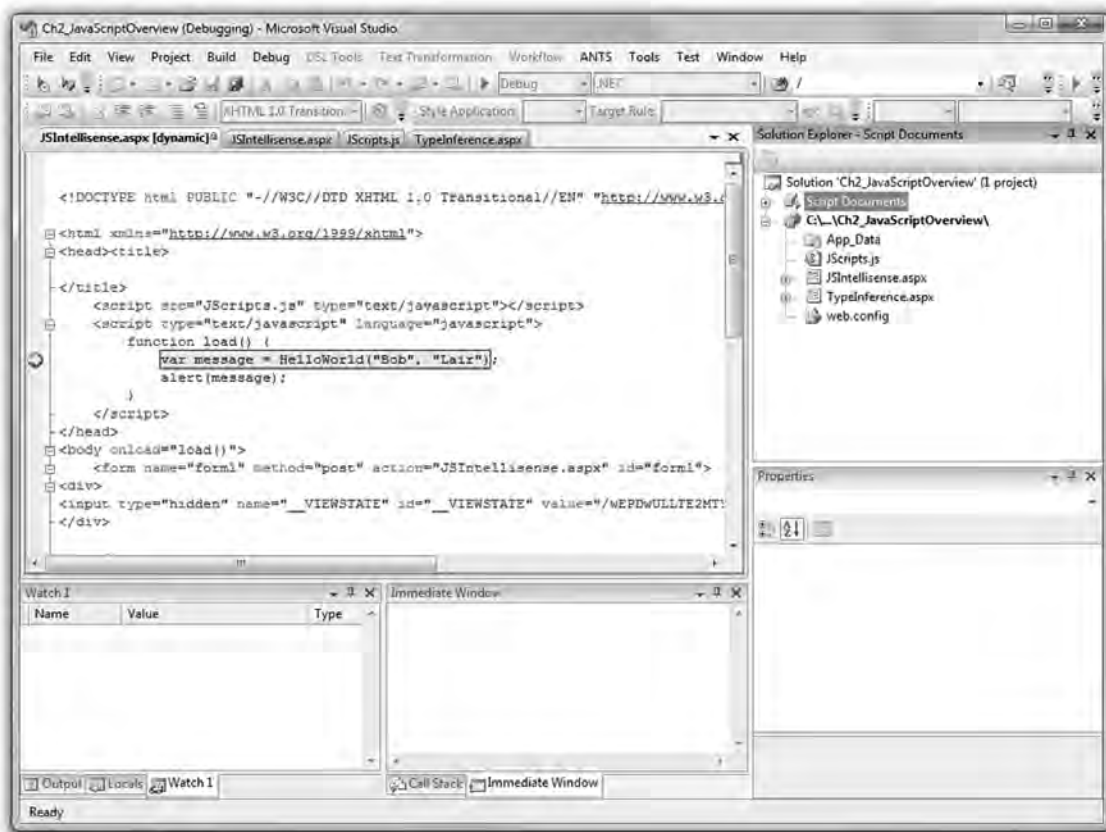 Ch2_JavaScriptOverview (Debugging) - Microsoft Visual Studio
File Edit View Project Build Debug DSL Tools Text Transformation Workflow ANTS Tools Test Window Help
Debug .NET /
XHTML 1.0 Transition Style Application: Target Rule:
JSIntellisense.aspx [dynamic] JSIntellisense.aspx JScripts.js TypeInference.aspx
<!DOCTYPE html PUBLIC "-//W3C//DTD XHTML 1.0 Transitional//EN" "http://www.w3.
<html xmlns="http://www.w3.org/1999/xhtml">
<head><title>
</title>
<script src="JScripts.js" type="text/javascript"></script>
<script type="text/javascript" language="javascript">
function load() {
var message = HelloWorld("Bob", "Lair");
alert(message);
}
</script>
</head>
<body onload="load()">
<form name="form1" method="post" action="JSIntellisense.aspx" id="form1">
<div>
<input type="hidden" name="__VIEWSTATE" id="__VIEWSTATE" value="/wEPDwULLTE2MT
</div>
Solution Explorer - Script Documents
Solution 'Ch2_JavaScriptOverview' (1 project)
Script Documents
C:\...\Ch2_JavaScriptOverview\
App_Data
JScripts.js
JSIntellisense.aspx
TypeInference.aspx
web.config
Properties
Watch 1
Name Value Type
Output Locals Watch 1
Immediate Window
Call Stack Immediate Window
Ready